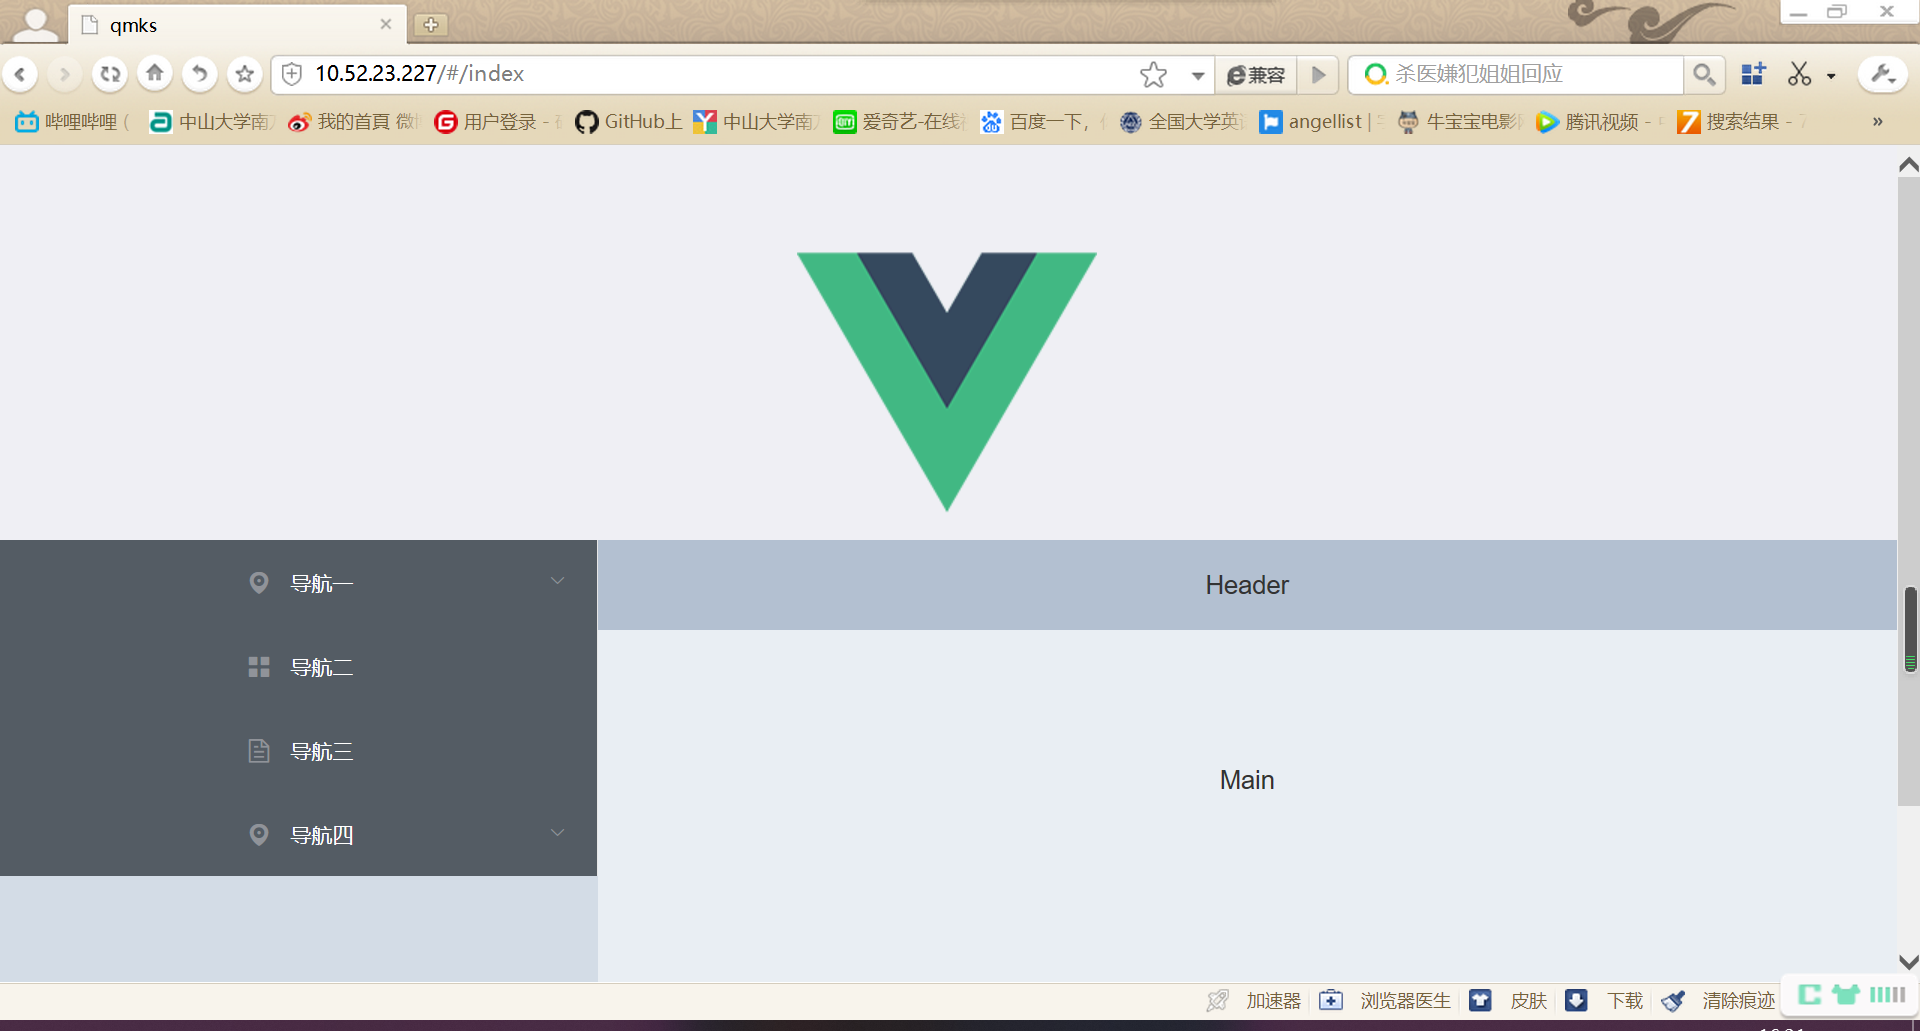 qmks
10.52.23.227/#/index
兼容
杀医嫌犯姐姐回应
哔哩哔哩 (
中山大学南
我的首頁 微
用户登录 -
GitHub上
中山大学南
爱奇艺-在线
百度一下，
全国大学英
angellist |
牛宝宝电影
腾讯视频 -
搜索结果 -
»
导航一
导航二
导航三
导航四
Header
Main
加速器
浏览器医生
皮肤
下载
清除痕迹